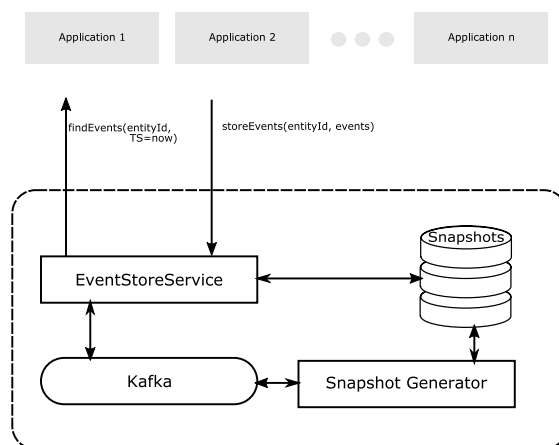 Application 1
Application 2
Application n
findEvents(entityId,
TS=now)
storeEvents(entityId, events)
Snapshots
EventStoreService
Kafka
Snapshot Generator